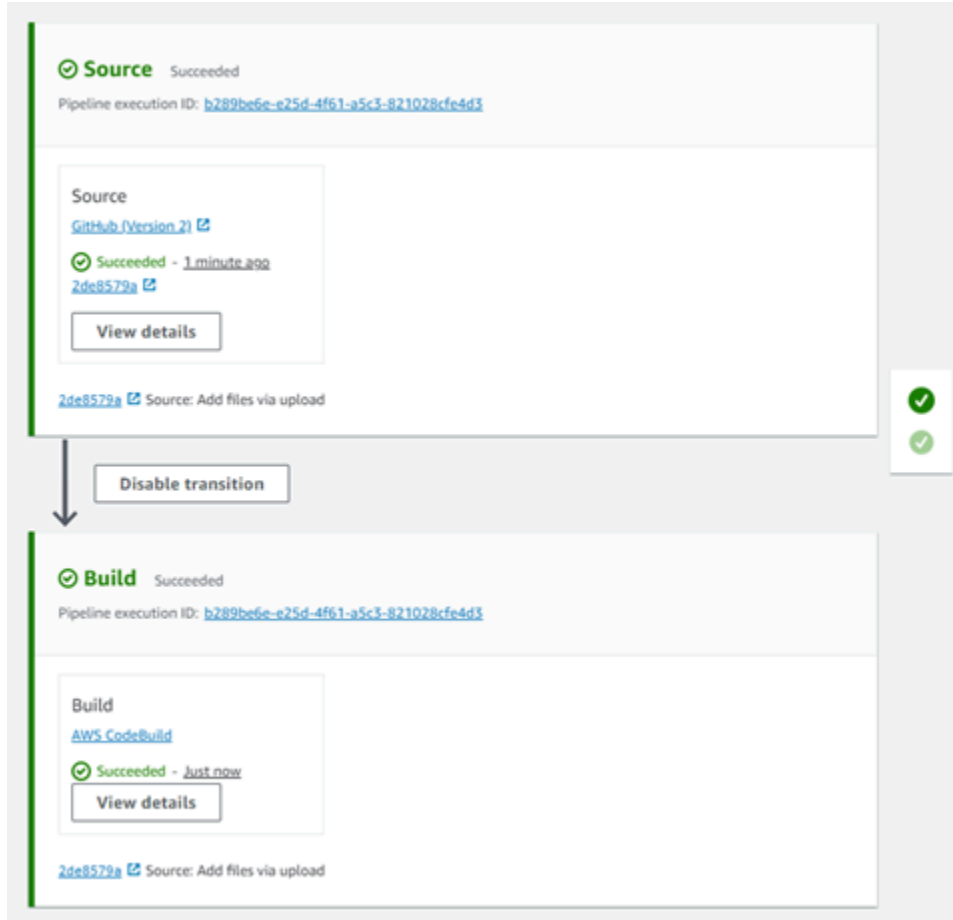 Source Succeeded
Pipeline execution ID: b289be6e-e25d-4f61-a5c3-821028cfe4d3
Source
GitHub (Version 2)
Succeeded - 1 minute ago
2de8579a
View details
2de8579a Source: Add files via upload
Disable transition
Build Succeeded
Pipeline execution ID: b289be6e-e25d-4f61-a5c3-821028cfe4d3
Build
AWS CodeBuild
Succeeded - Just now
View details
2de8579a Source: Add files via upload